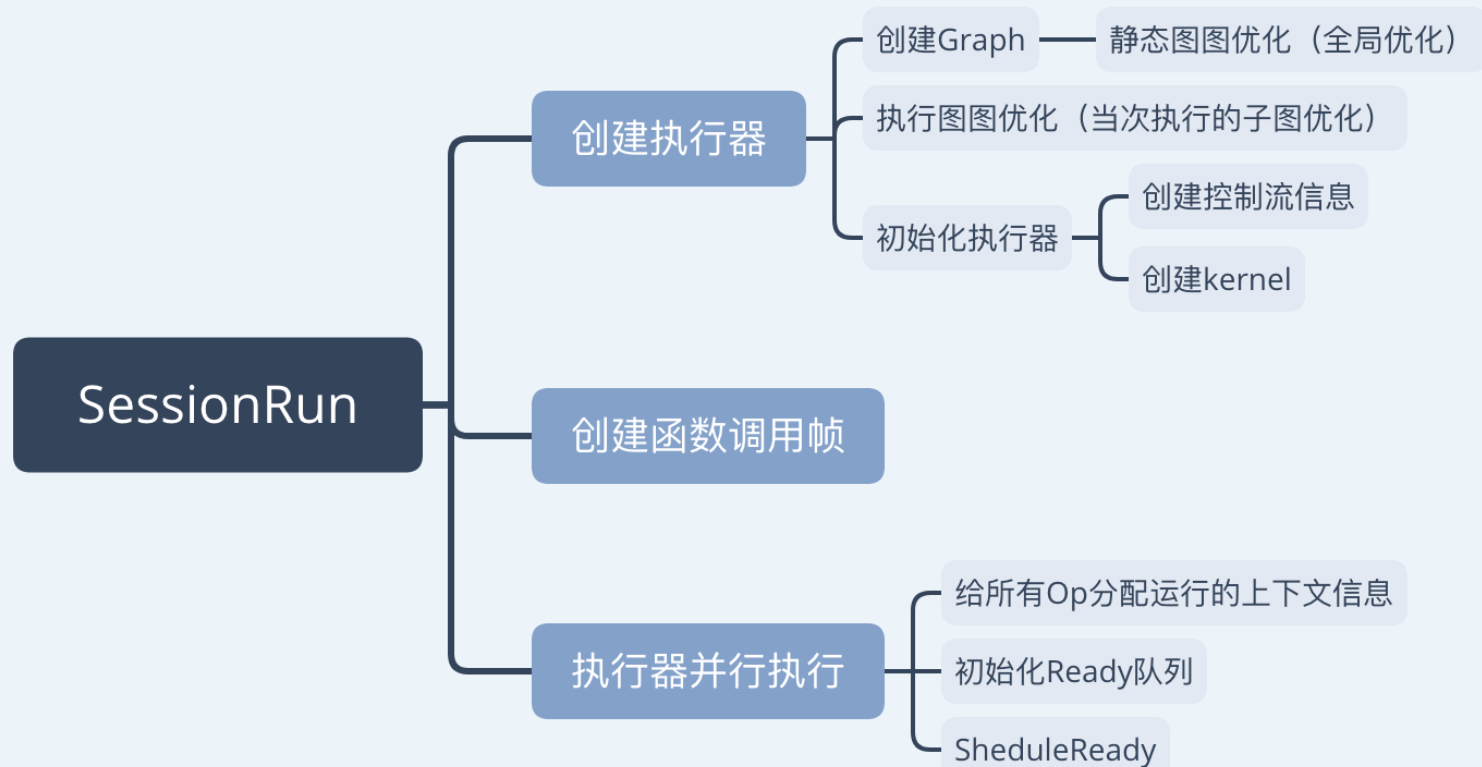 SessionRun
创建执行器
创建Graph
静态图图优化（全局优化）
执行图图优化（当次执行的子图优化）
初始化执行器
创建控制流信息
创建kernel
创建函数调用帧
执行器并行执行
给所有Op分配运行的上下文信息
初始化Ready队列
SheduleReady